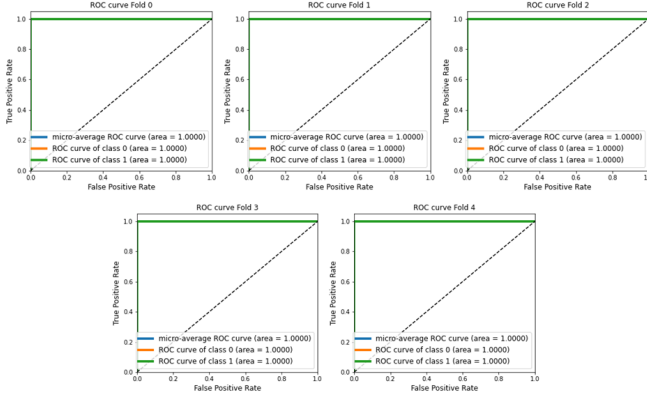 ROC curve Fold 0
1.0
0.8
0.6
0.4
0.2
0.0
True Positive Rate
micro-average ROC curve (area = 1.0000)
ROC curve of class 0 (area = 1.0000)
ROC curve of class 1 (area = 1.0000)
0.0 0.2 0.4 0.6 0.8 1.0
False Positive Rate
ROC curve Fold 1
1.0
0.8
0.6
0.4
0.2
0.0
True Positive Rate
micro-average ROC curve (area = 1.0000)
ROC curve of class 0 (area = 1.0000)
ROC curve of class 1 (area = 1.0000)
0.0 0.2 0.4 0.6 0.8 1.0
False Positive Rate
ROC curve Fold 2
1.0
0.8
0.6
0.4
0.2
0.0
True Positive Rate
micro-average ROC curve (area = 1.0000)
ROC curve of class 0 (area = 1.0000)
ROC curve of class 1 (area = 1.0000)
0.0 0.2 0.4 0.6 0.8 1.0
False Positive Rate
ROC curve Fold 3
1.0
0.8
0.6
0.4
0.2
0.0
True Positive Rate
micro-average ROC curve (area = 1.0000)
ROC curve of class 0 (area = 1.0000)
ROC curve of class 1 (area = 1.0000)
0.0 0.2 0.4 0.6 0.8 1.0
False Positive Rate
ROC curve Fold 4
1.0
0.8
0.6
0.4
0.2
0.0
True Positive Rate
micro-average ROC curve (area = 1.0000)
ROC curve of class 0 (area = 1.0000)
ROC curve of class 1 (area = 1.0000)
0.0 0.2 0.4 0.6 0.8 1.0
False Positive Rate